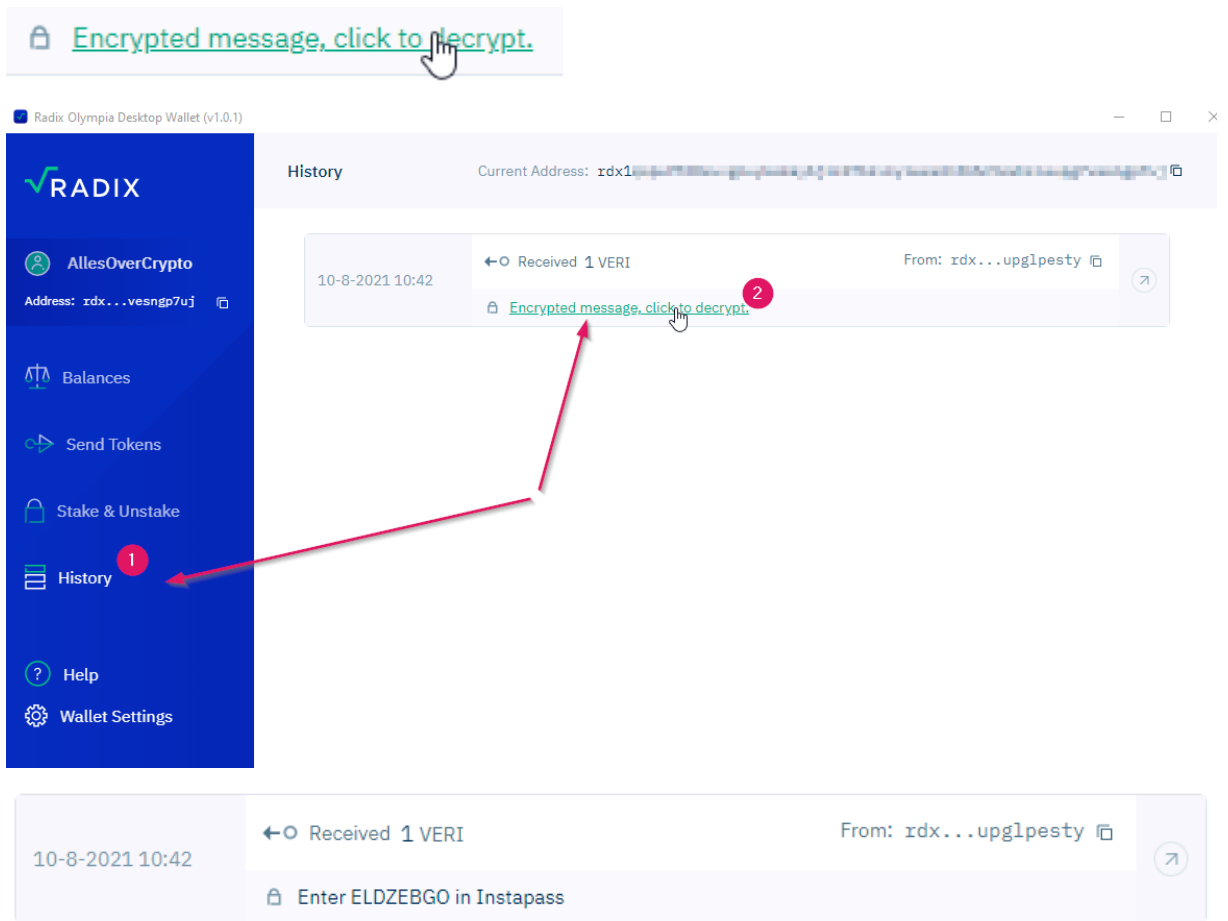 Encrypted message, click to decrypt.
Radix Olympia Desktop Wallet (v1.0.1)
RADIX
History
Current Address: rdx1
AllesOverCrypto
Address: rdx...vesngp7uj
10-8-2021 10:42
Received 1 VERI
From: rdx...upglpesty
Encrypted message, click to decrypt.
2
Balances
Send Tokens
Stake & Unstake
1
History
? Help
Wallet Settings
10-8-2021 10:42
Received 1 VERI
From: rdx...upglpesty
Enter ELDZEBGO in Instapass